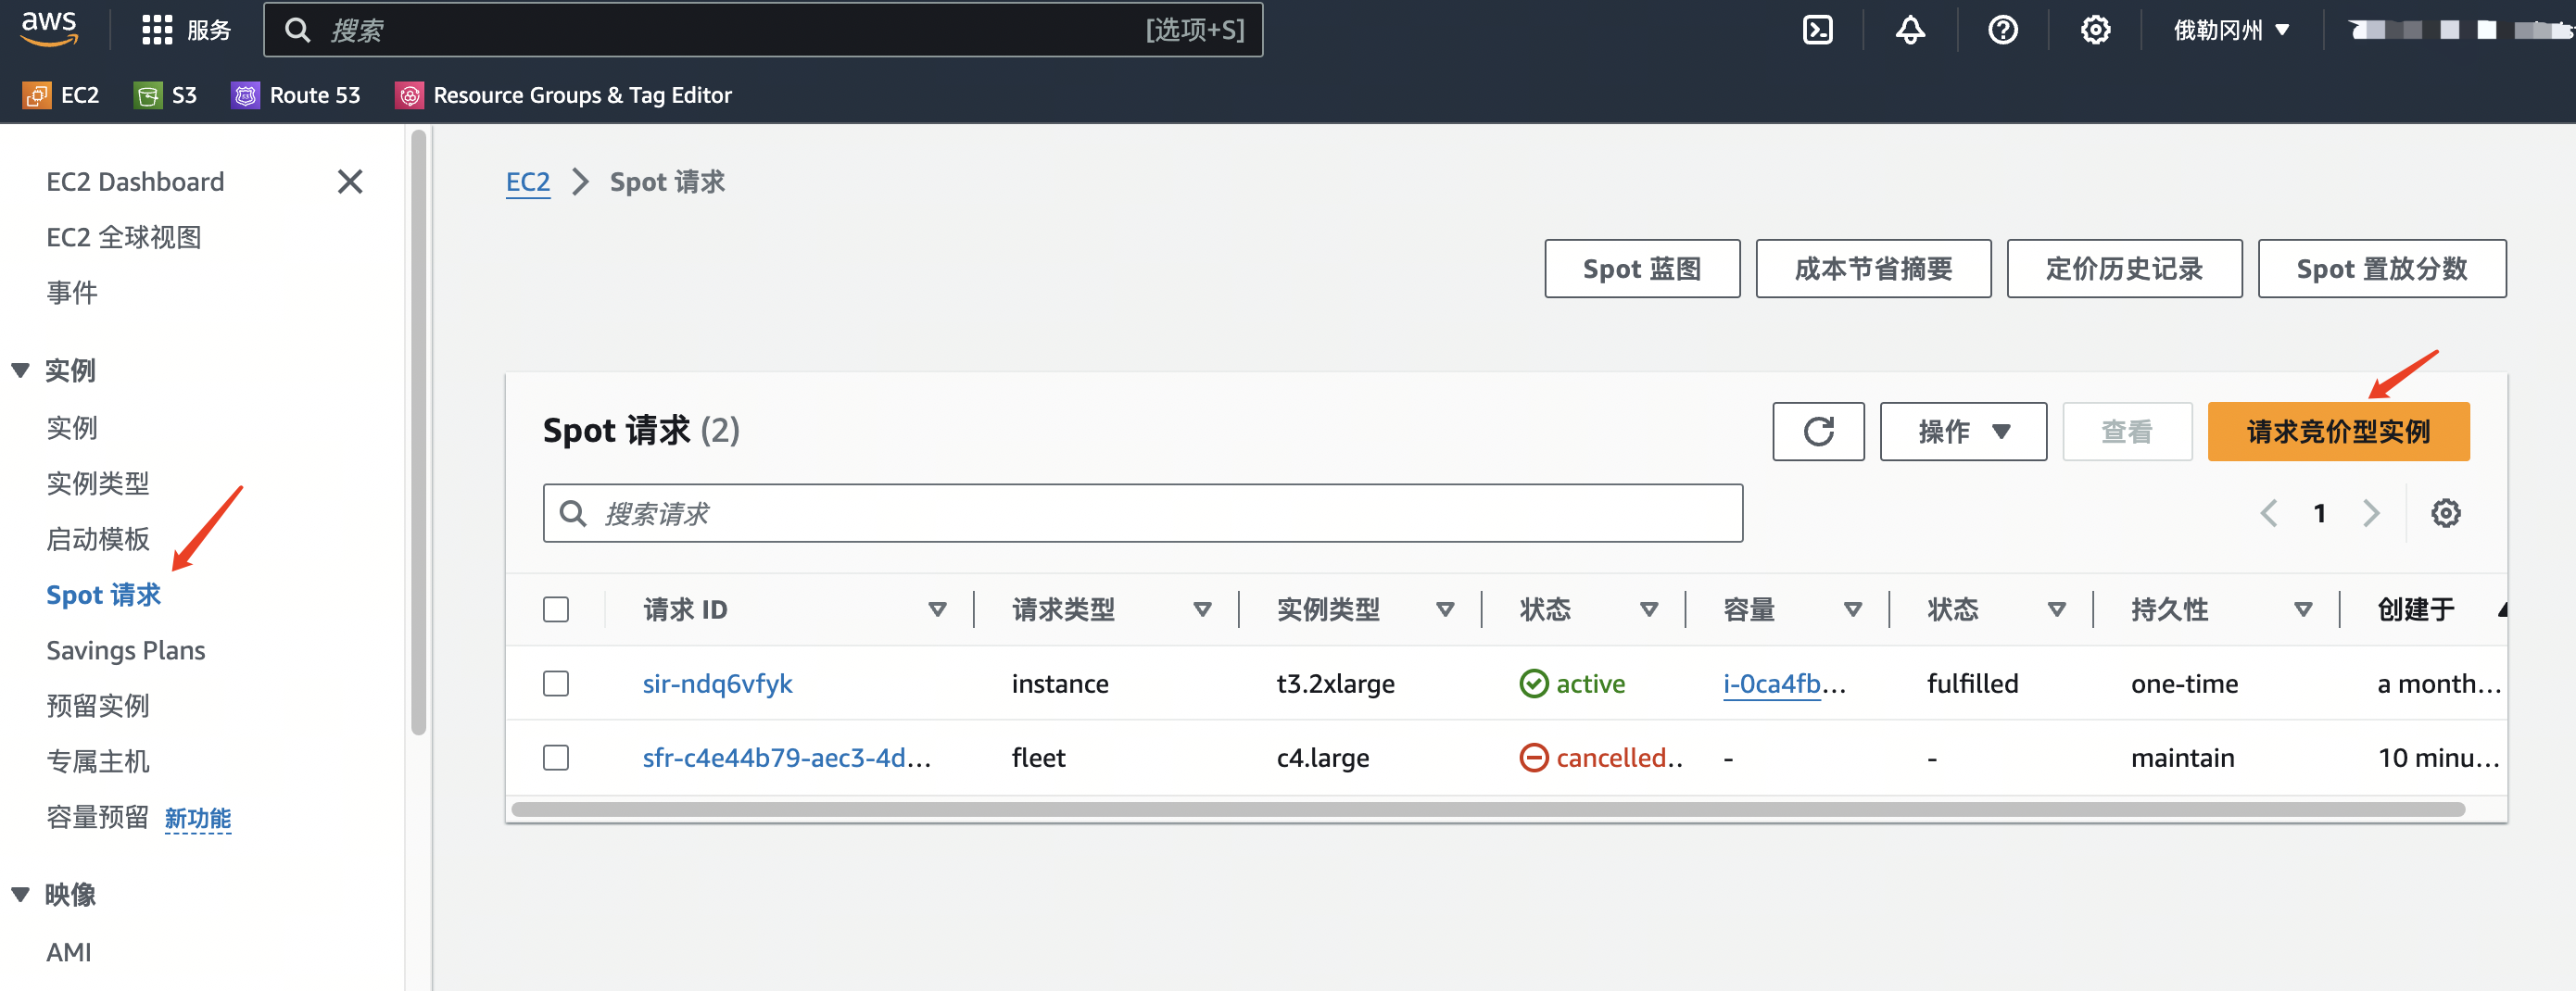 aws
服务
搜索
[选项+S]
俄勒冈州
EC2
S3
Route 53
Resource Groups & Tag Editor
EC2 Dashboard
EC2 全球视图
事件
实例
实例
实例类型
启动模板
Spot 请求
Savings Plans
预留实例
专属主机
容量预留 新功能
映像
AMI
EC2 Spot 请求
Spot 蓝图
成本节省摘要
定价历史记录
Spot 置放分数
Spot 请求 (2)
操作
查看
请求竞价型实例
搜索请求
1
请求 ID 请求类型 实例类型 状态 容量 状态 持久性 创建于
sir-ndq6vfyk instance t3.2xlarge active i-0ca4fb... fulfilled one-time a month...
sfr-c4e44b79-aec3-4d... fleet c4.large cancelled.. - - maintain 10 minu...